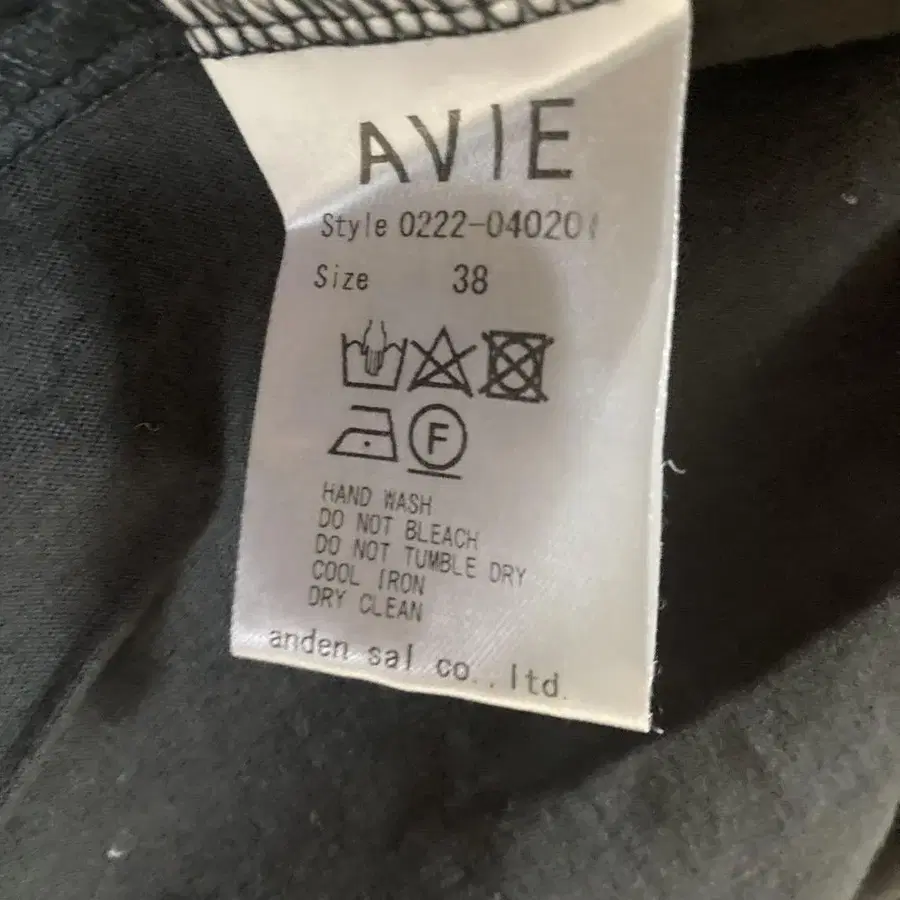 AVIE
Style 0222-040201
Size 38
F
HAND WASH
DO NOT BLEACH
DO NOT TUMBLE DRY
COOL IRON
DRY CLEAN
anden sal co.,ltd.